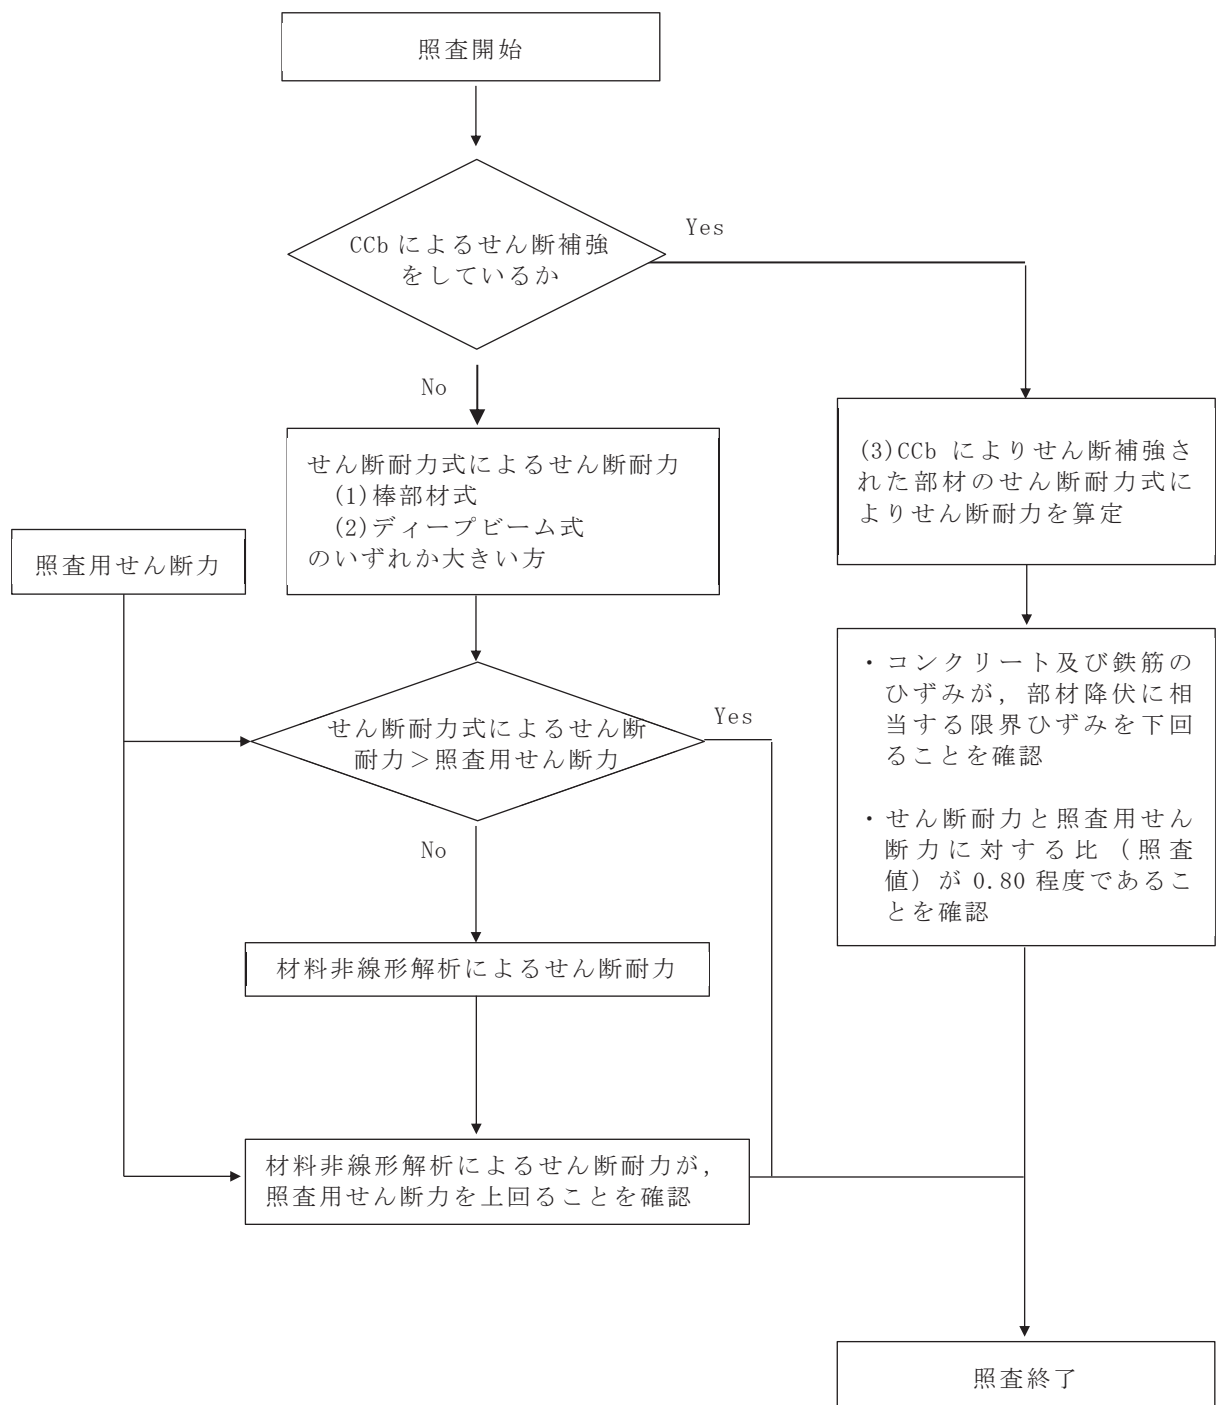 照査開始
CCb によるせん断補強
をしているか
Yes
No
(3)CCb によりせん断補強さ
れた部材のせん断耐力式に
よりせん断耐力を算定
せん断耐力式によるせん断耐力
(1)棒部材式
(2)ディープビーム式
のいずれか大きい方
照査用せん断力
・コンクリート及び鉄筋の
ひずみが，部材降伏に相
当する限界ひずみを下回
ることを確認
・せん断耐力と照査用せん
断力に対する比（照査
値）が 0.80 程度であるこ
とを確認
せん断耐力式によるせん断
耐力＞照査用せん断力
Yes
No
材料非線形解析によるせん断耐力
材料非線形解析によるせん断耐力が，
照査用せん断力を上回ることを確認
照査終了